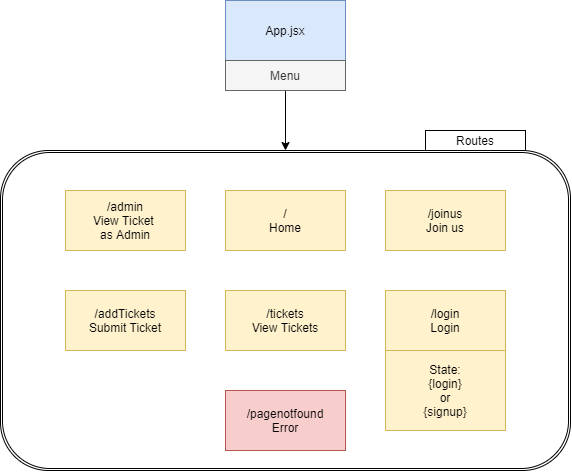 App.jsx
Menu
Routes
/admin
View Ticket
as Admin
/
Home
/joinus
Join us
/addTickets
Submit Ticket
/tickets
View Tickets
/login
Login
State:
{login}
or
{signup}
/pagenotfound
Error